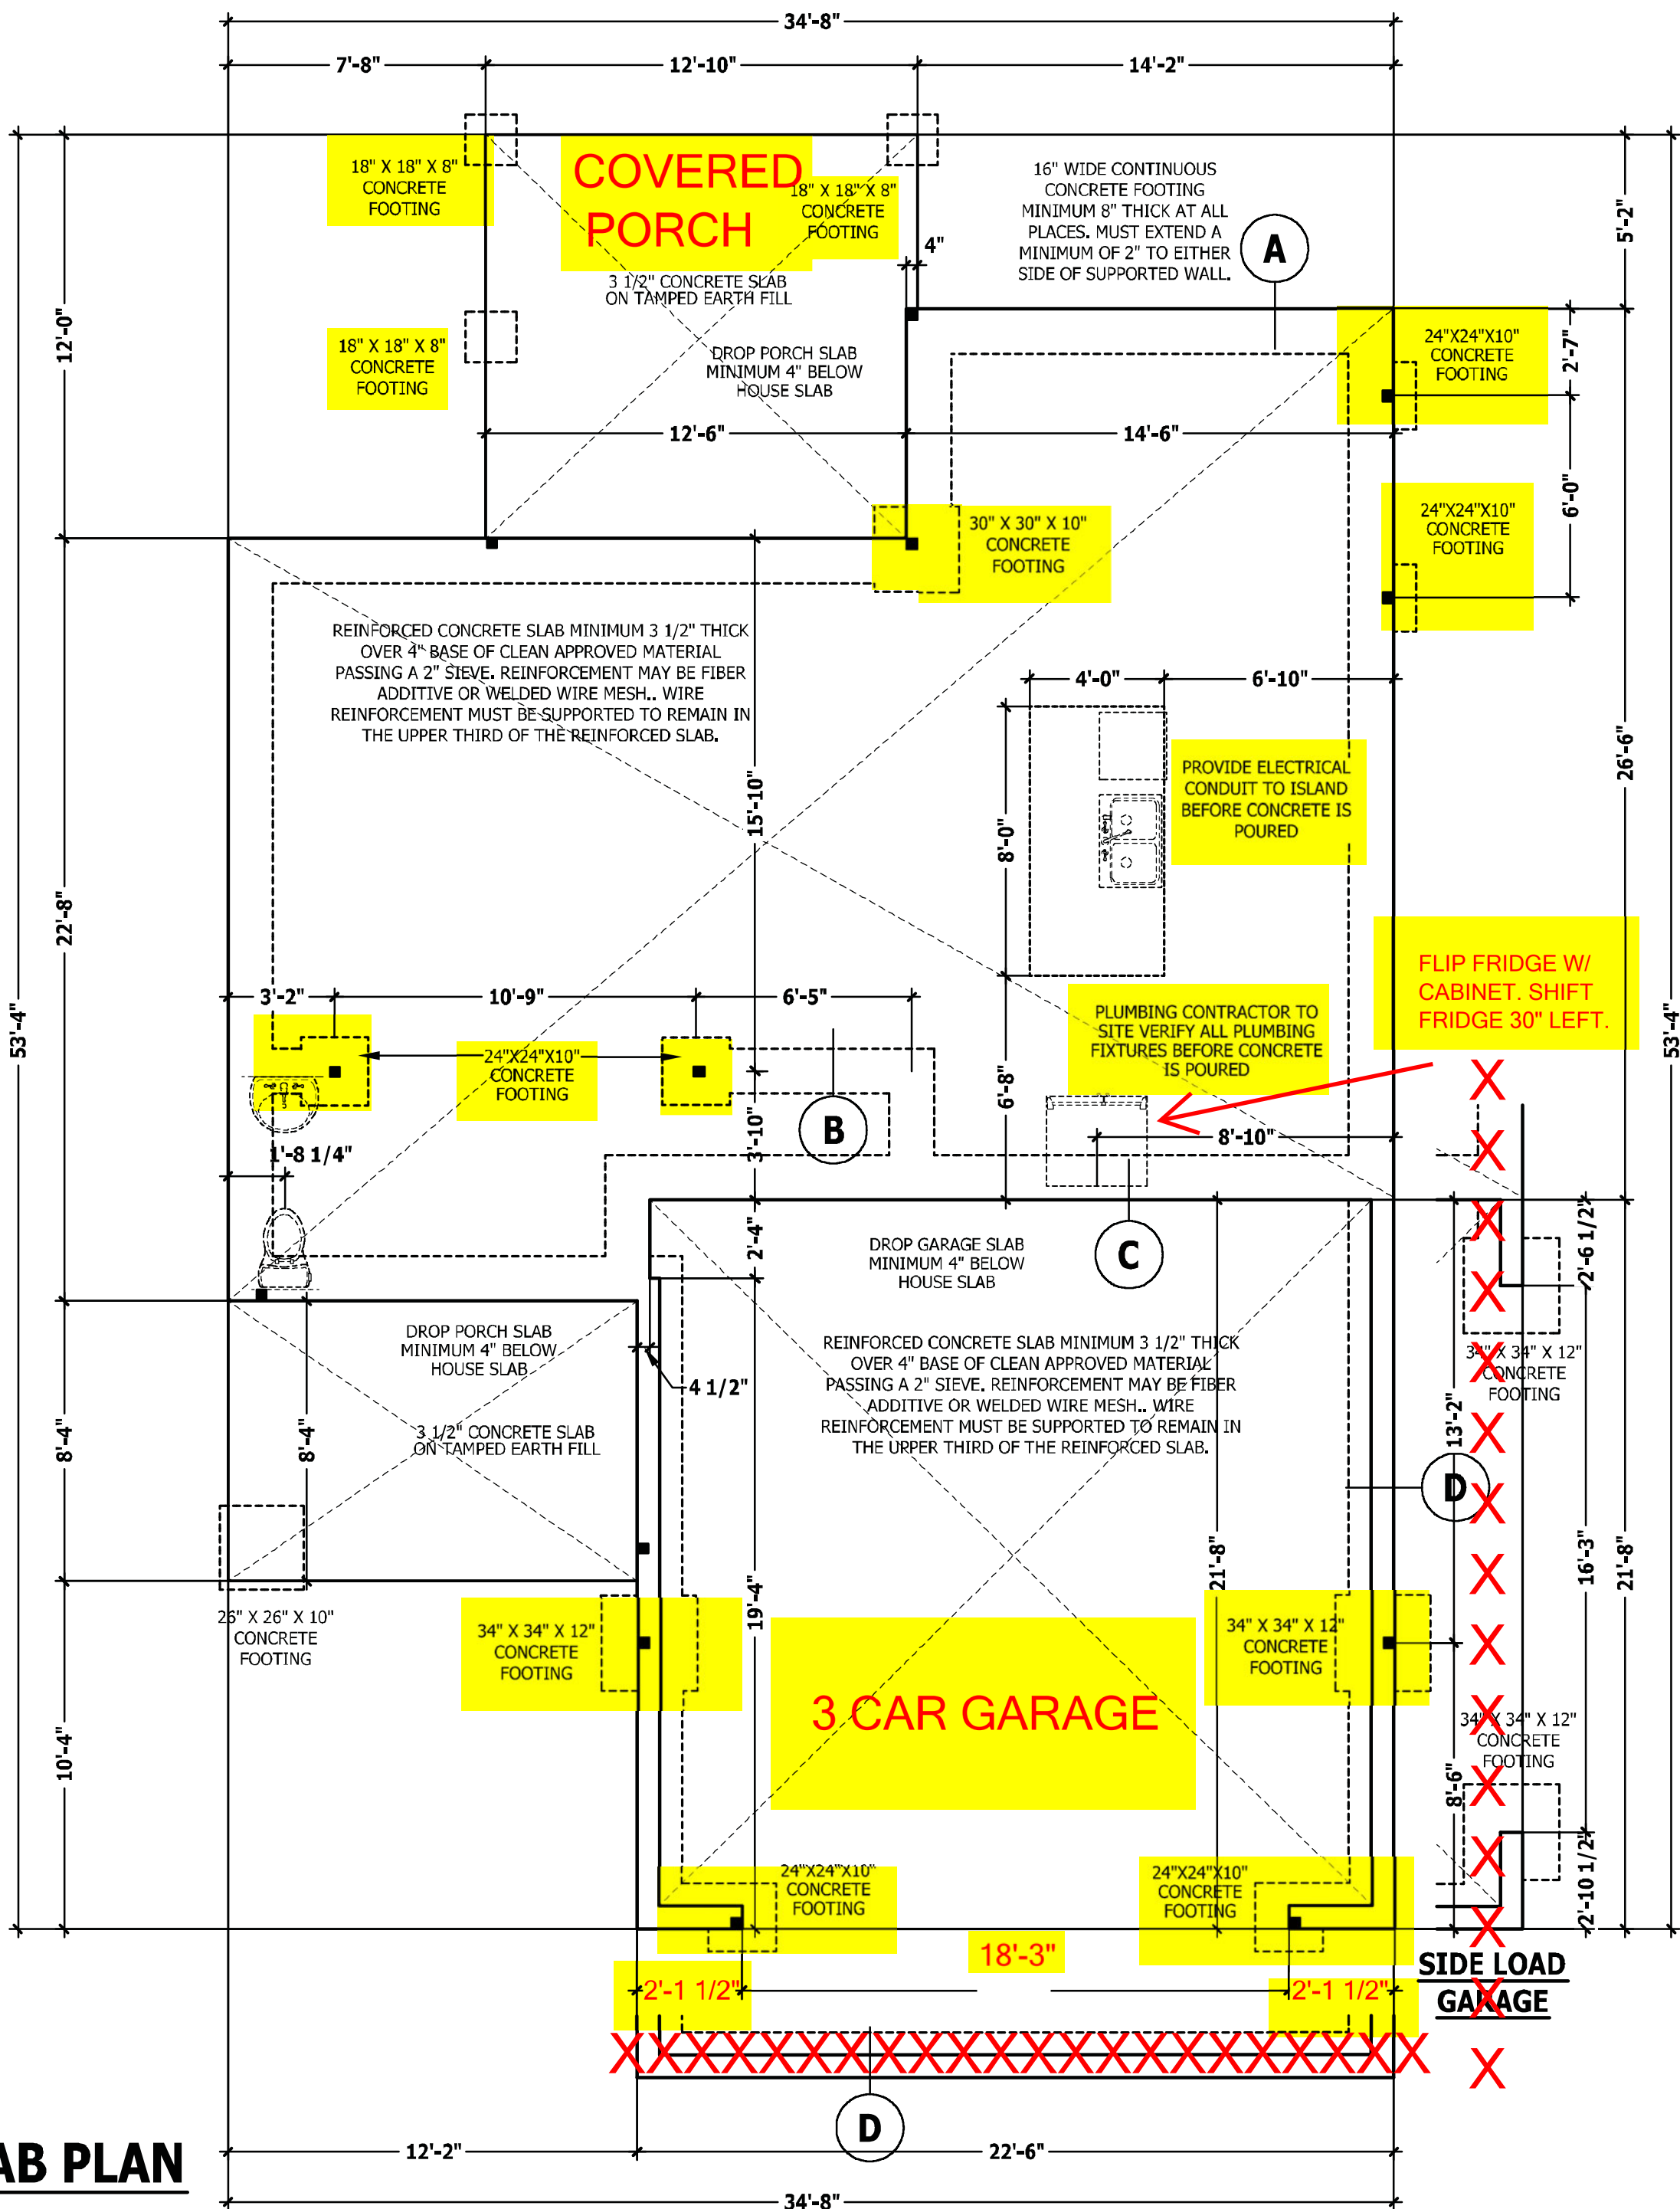 34'-8"
7'-8"
12'-10"
14'-2"
18" X 18" X 8"
CONCRETE
FOOTING
COVERED
PORCH
18" X 18" X 8"
CONCRETE
FOOTING
4"
16" WIDE CONTINUOUS
CONCRETE FOOTING
MINIMUM 8" THICK AT ALL
PLACES. MUST EXTEND A
MINIMUM OF 2" TO EITHER
SIDE OF SUPPORTED WALL.
A
5'-2"
3 1/2" CONCRETE SLAB
ON TAMPED EARTH FILL
12'-0"
18" X 18" X 8"
CONCRETE
FOOTING
DROP PORCH SLAB
MINIMUM 4" BELOW
HOUSE SLAB
24"X24"X10"
CONCRETE
FOOTING
2'-7"
12'-6"
14'-6"
6'-0"
24"X24"X10"
CONCRETE
FOOTING
30" X 30" X 10"
CONCRETE
FOOTING
REINFORCED CONCRETE SLAB MINIMUM 3 1/2" THICK
OVER 4" BASE OF CLEAN APPROVED MATERIAL
PASSING A 2" SIEVE. REINFORCEMENT MAY BE FIBER
ADDITIVE OR WELDED WIRE MESH.. WIRE
REINFORCEMENT MUST BE SUPPORTED TO REMAIN IN
THE UPPER THIRD OF THE REINFORCED SLAB.
4'-0"
6'-10"
26'-6"
15'-10"
8'-0"
PROVIDE ELECTRICAL
CONDUIT TO ISLAND
BEFORE CONCRETE IS
POURED
22'-8"
FLIP FRIDGE W/
CABINET. SHIFT
FRIDGE 30" LEFT.
3'-2"
10'-9"
6'-5"
53'-4"
53'-4"
PLUMBING CONTRACTOR TO
SITE VERIFY ALL PLUMBING
FIXTURES BEFORE CONCRETE
IS POURED
24"X24"X10"
CONCRETE
FOOTING
6'-8"
X
B
3'-10"
8'-10"
X
1'-8 1/4"
2'-4"
DROP GARAGE SLAB
MINIMUM 4" BELOW
HOUSE SLAB
C
X
2'-6 1/2"
X
DROP PORCH SLAB
MINIMUM 4" BELOW
HOUSE SLAB
REINFORCED CONCRETE SLAB MINIMUM 3 1/2" THICK
OVER 4" BASE OF CLEAN APPROVED MATERIAL
PASSING A 2" SIEVE. REINFORCEMENT MAY BE FIBER
ADDITIVE OR WELDED WIRE MESH.. WIRE
REINFORCEMENT MUST BE SUPPORTED TO REMAIN IN
THE UPPER THIRD OF THE REINFORCED SLAB.
34" X 34" X 12"
CONCRETE
FOOTING
X
4 1/2"
8'-4"
8'-4"
3 1/2" CONCRETE SLAB
ON TAMPED EARTH FILL
13'-2"
X
D
X
21'-8"
16'-3"
21'-8"
X
19'-4"
26" X 26" X 10"
CONCRETE
FOOTING
34" X 34" X 12"
CONCRETE
FOOTING
34" X 34" X 12"
CONCRETE
FOOTING
X
10'-4"
3 CAR GARAGE
34" X 34" X 12"
CONCRETE
FOOTING
X
8'-6"
X
X
24"X24"X10"
CONCRETE
FOOTING
24"X24"X10"
CONCRETE
FOOTING
2'-10 1/2"
X
18'-3"
SIDE LOAD
GARAGE
X
2'-1 1/2"
2'-1 1/2"
XXXXXXXXXXXXXXXXXXXXXX
X
D
12'-2"
22'-6"
AB PLAN
34'-8"